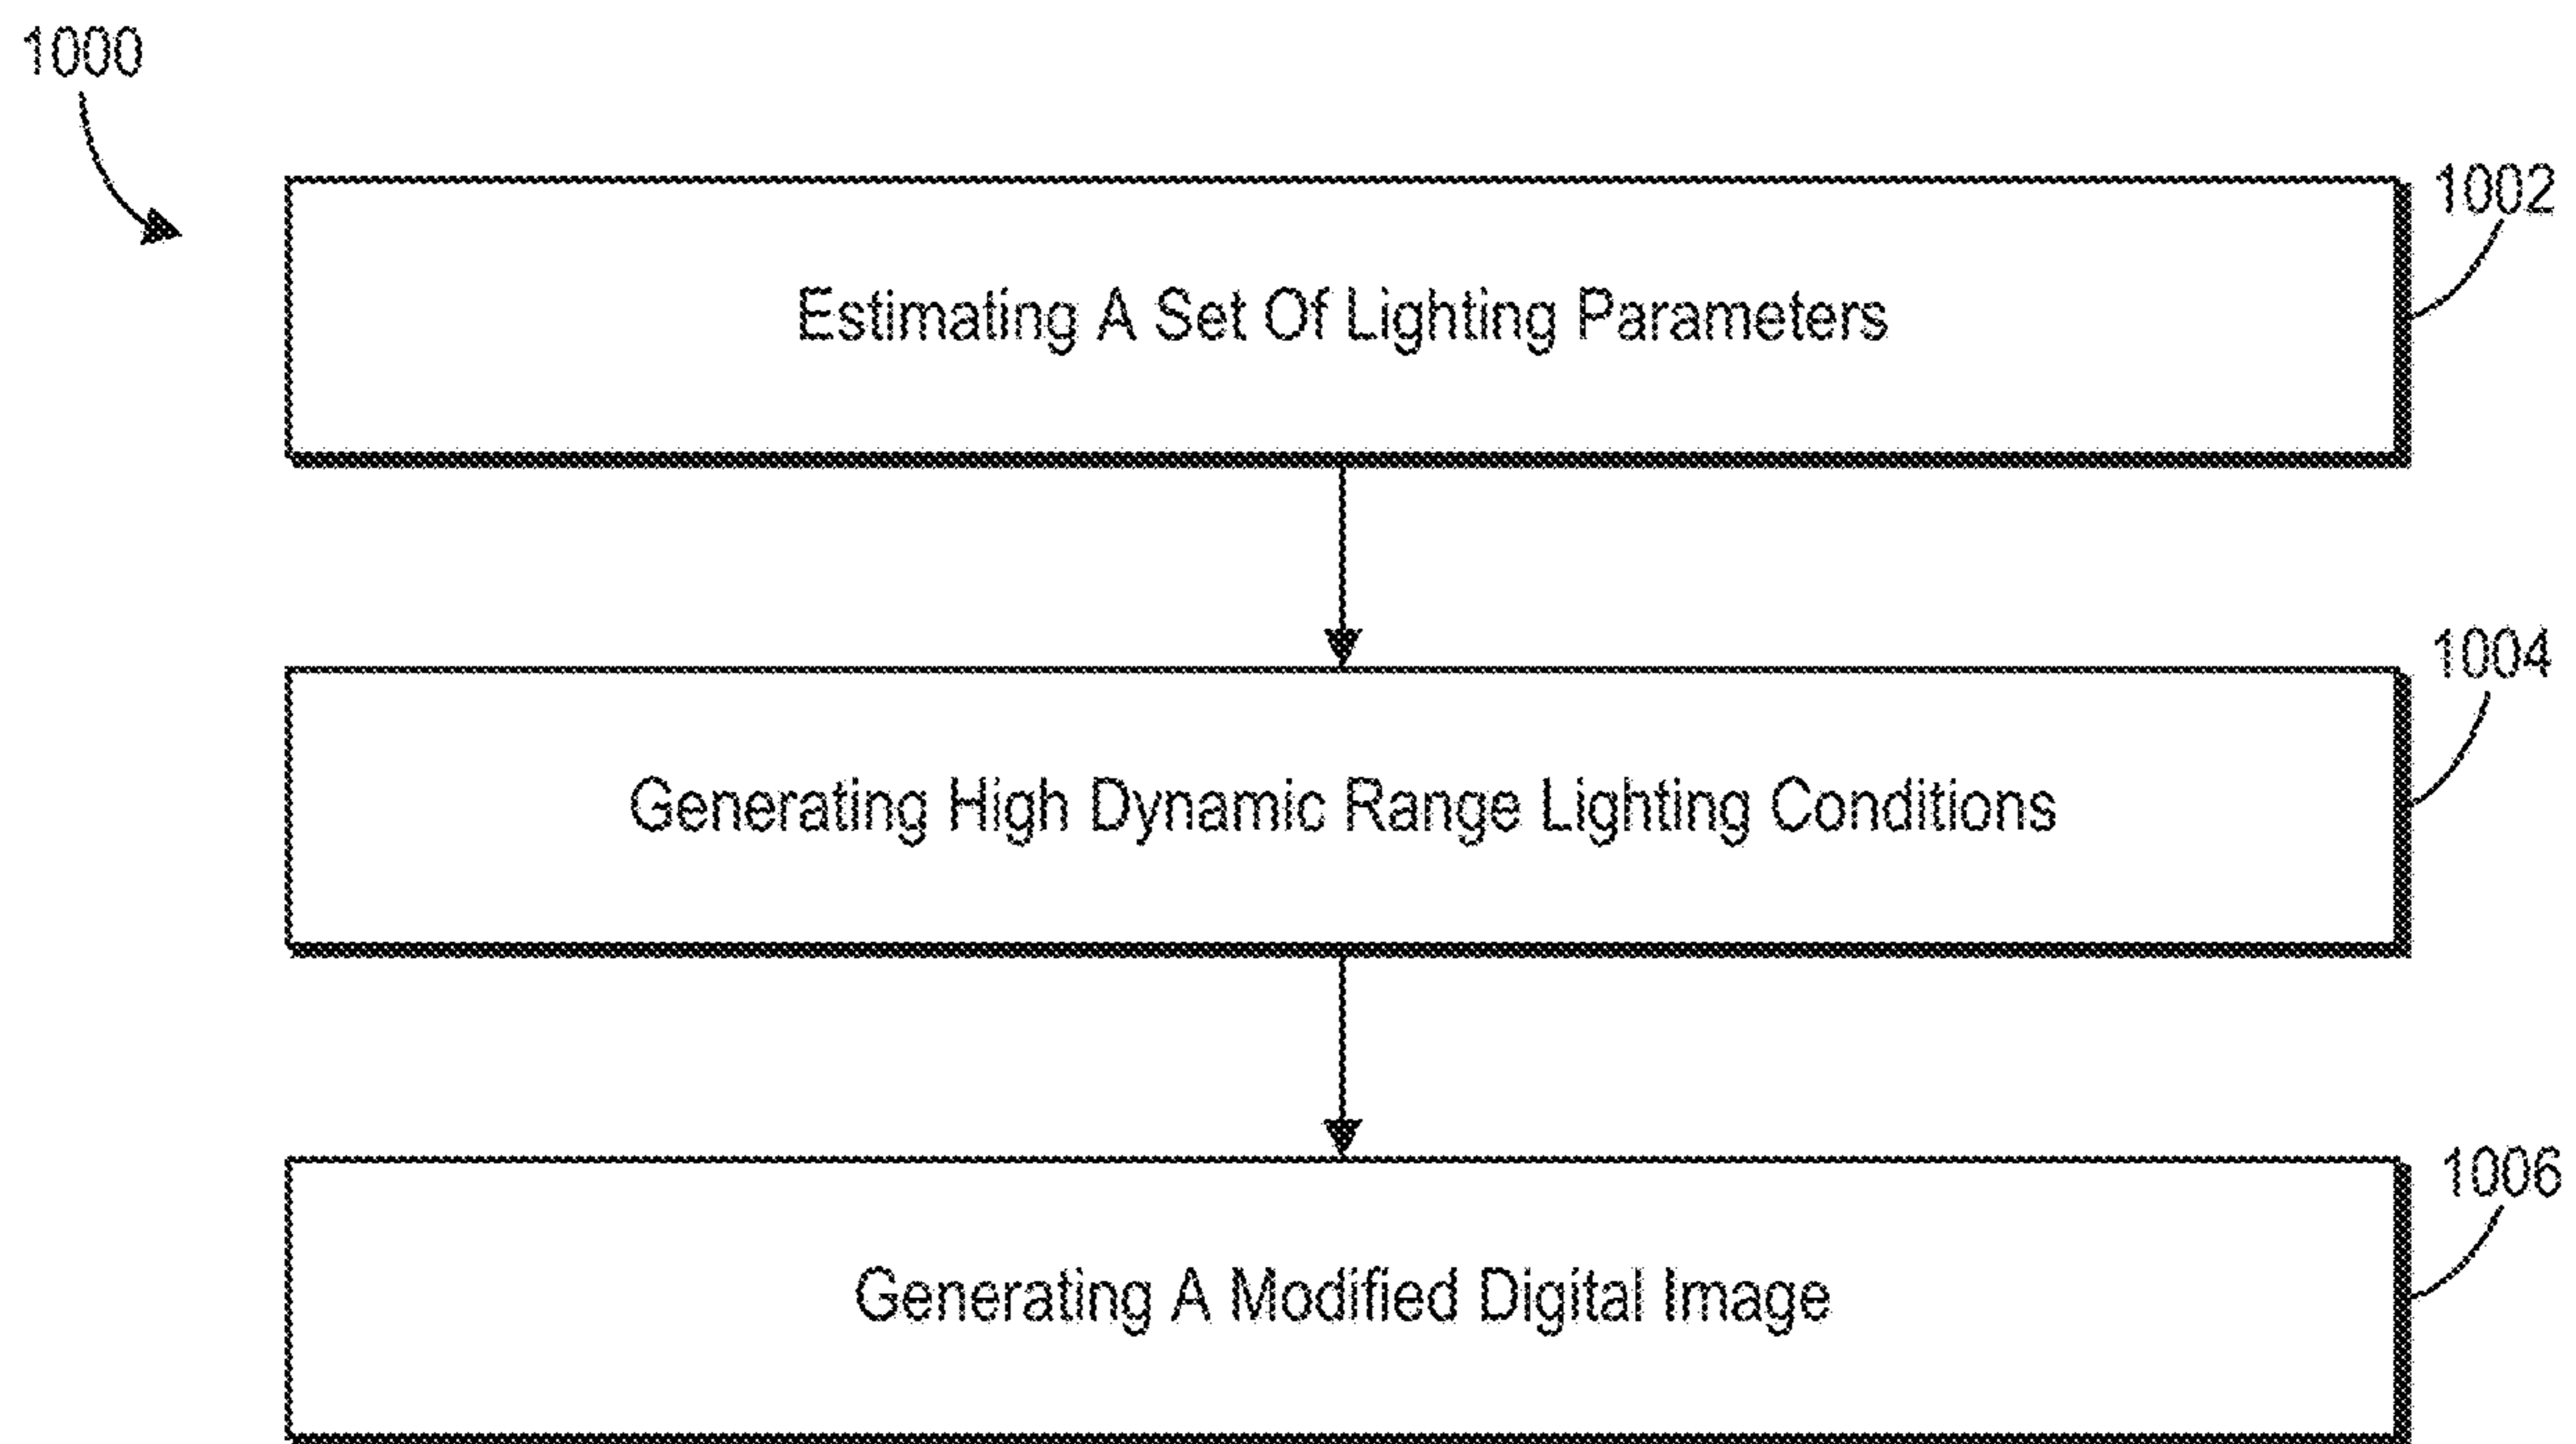 1000
1002
Estimating A Set Of Lighting Parameters
1004
Generating High Dynamic Range Lighting Conditions
1006
Generating A Modified Digital Image